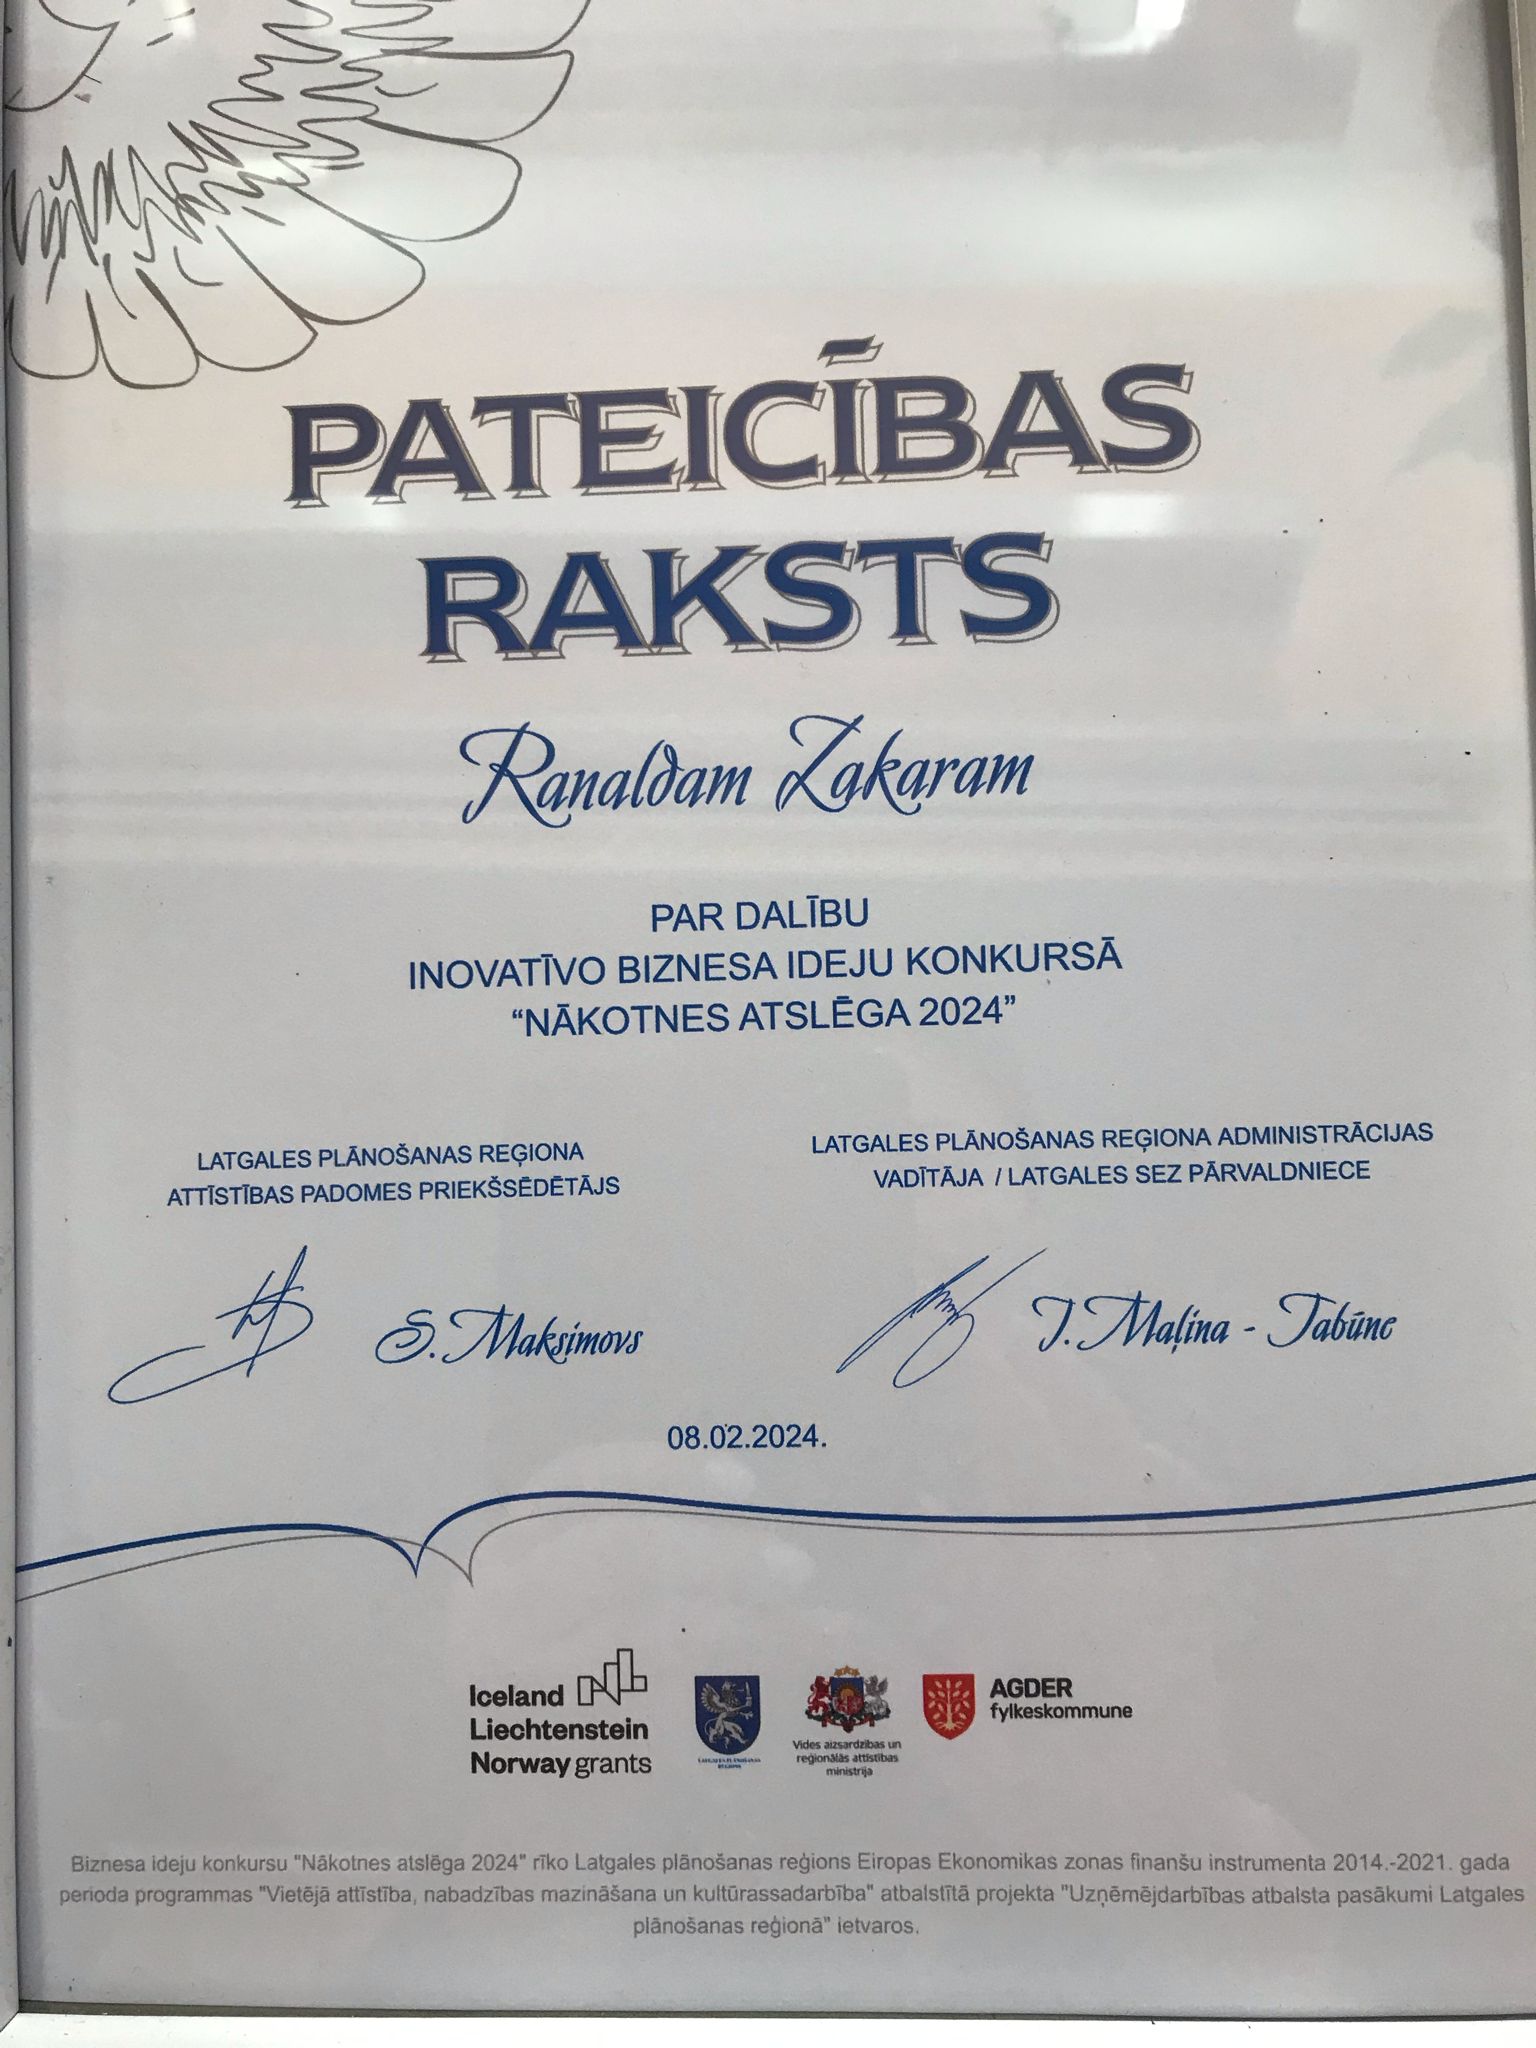 PATEICĪBAS
RAKSTS
Ranaldam Zakaram
PAR DALĪBU
INOVATĪVO BIZNESA IDEJU KONKURSĀ
“NĀKOTNES ATSLĒGA 2024”
LATGALES PLĀNOŠANAS REĢIONA
ATTĪSTĪBAS PADOMES PRIEKŠSĒDĒTĀJS
S. Maksimovs
LATGALES PLĀNOŠANAS REĢIONA ADMINISTRĀCIJAS
VADĪTĀJA / LATGALES SEZ PĀRVALDNIECE
I. Maļina - Tabūne
08.02.2024.
Iceland
Liechtenstein
Norway grants
LATGALES PLĀNOŠANAS
REĢIONS
Vides aizsardzības un
reģionālās attīstības
ministrija
AGDER
fylkeskommune
Biznesa ideju konkursu "Nākotnes atslēga 2024" rīko Latgales plānošanas reģions Eiropas Ekonomikas zonas finanšu instrumenta 2014.-2021. gada
perioda programmas "Vietējā attīstība, nabadzības mazināšana un kultūrassadarbība" atbalstītā projekta "Uzņēmējdarbības atbalsta pasākumi Latgales
plānošanas reģionā" ietvaros.